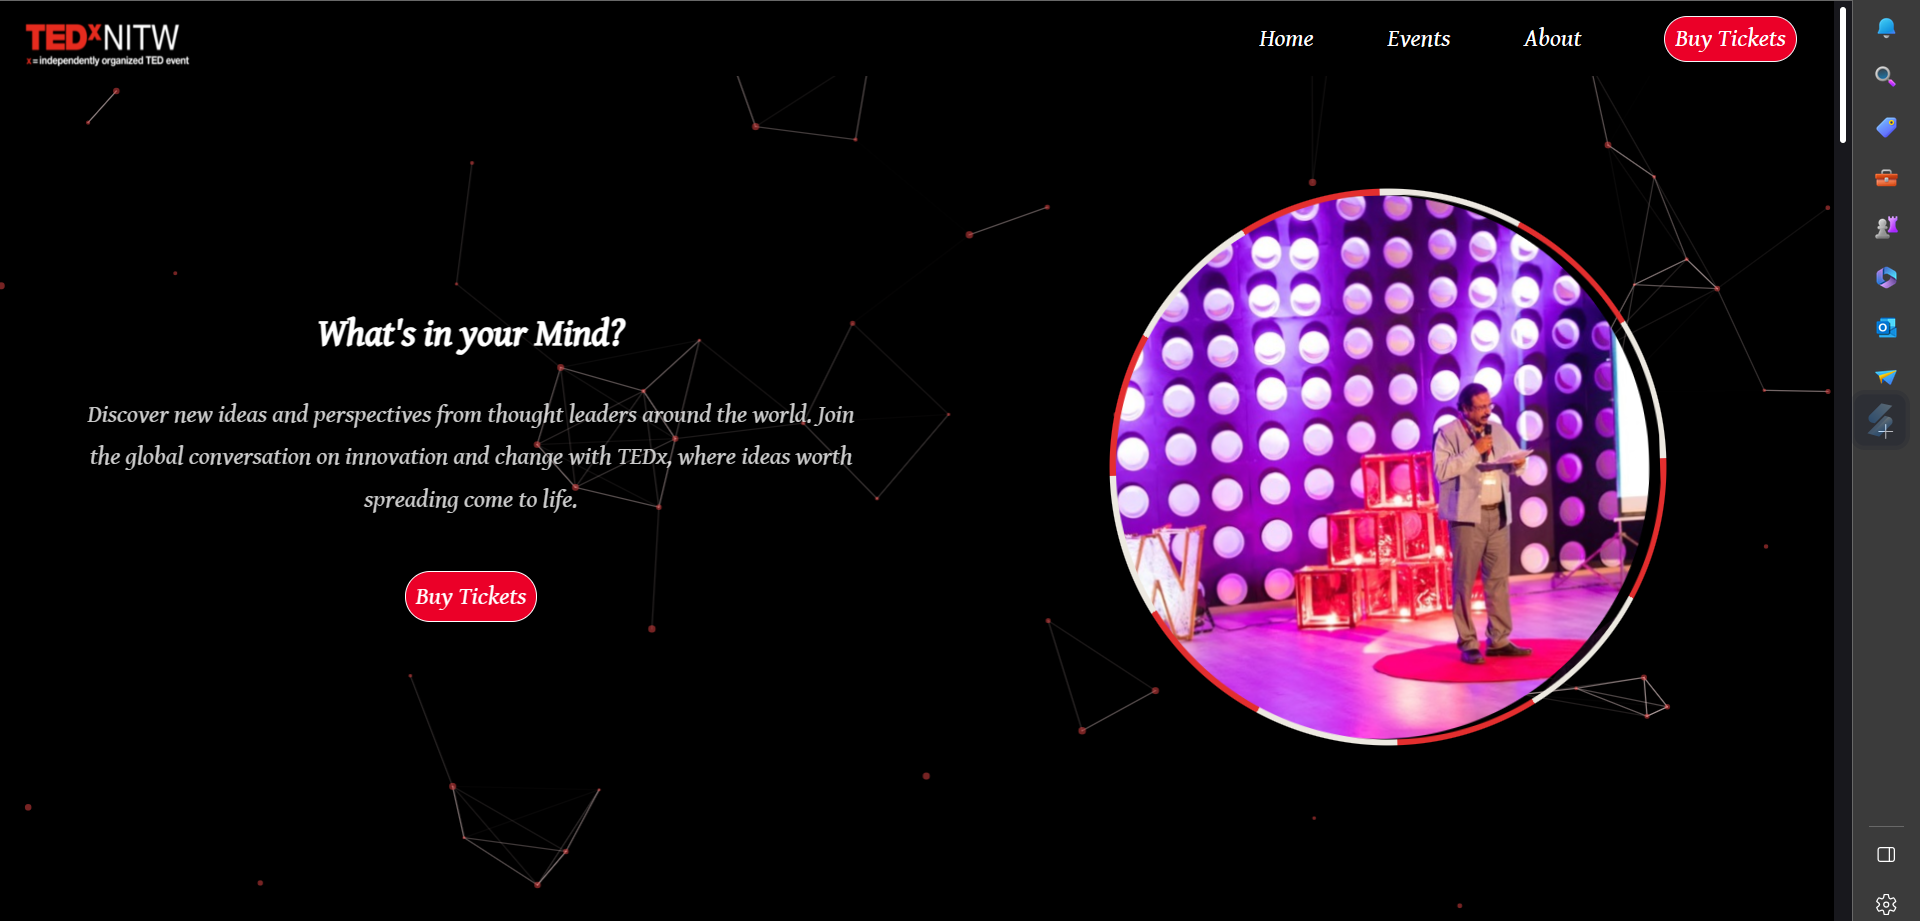 TEDxNITW
x = independently organized TED event
Home
Events
About
Buy Tickets
What's in your Mind?
Discover new ideas and perspectives from thought leaders around the world. Join
the global conversation on innovation and change with TEDx, where ideas worth
spreading come to life.
Buy Tickets
W